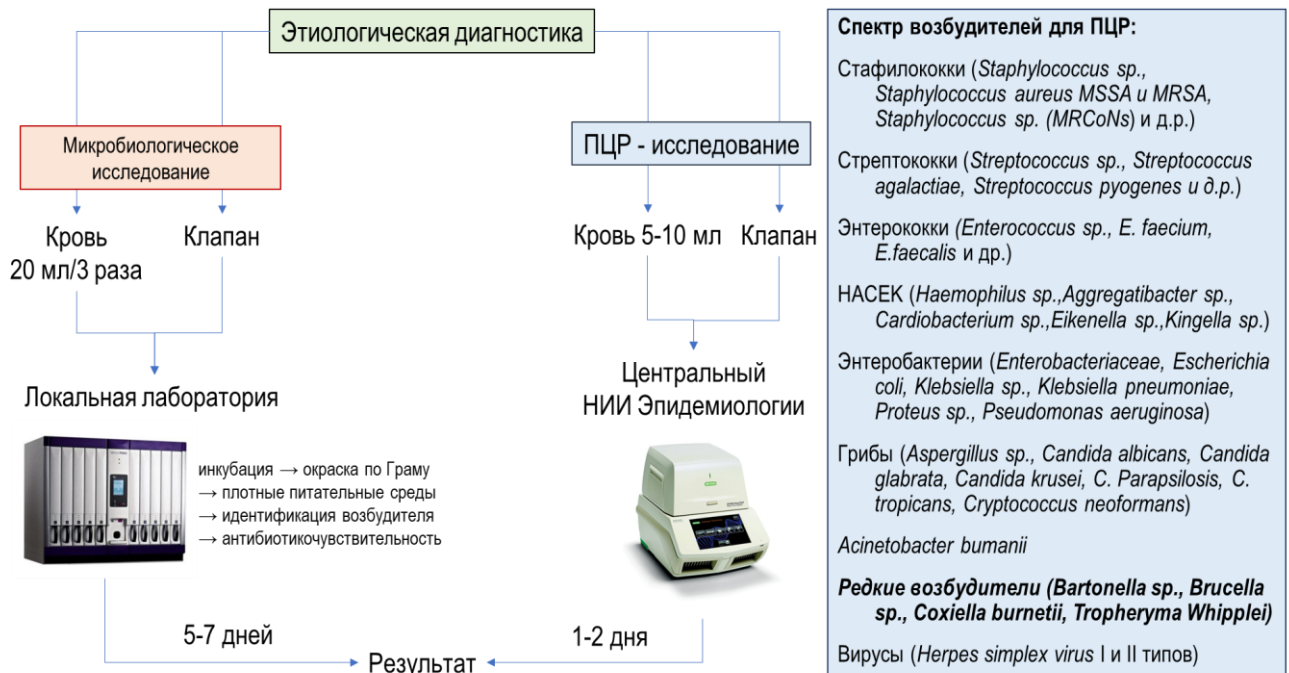 Этиологическая диагностика
Микробиологическое
исследование
Кровь
20 мл/3 раза
Клапан
Локальная лаборатория
инкубация → окраска по Граму
→ плотные питательные среды
→ идентификация возбудителя
→ антибиотикочувствительность
5-7 дней
ПЦР - исследование
Кровь 5-10 мл
Клапан
Центральный
НИИ Эпидемиологии
1-2 дня
Результат
Спектр возбудителей для ПЦР:
Стафилококки (Staphylococcus sp.,
Staphylococcus aureus MSSA и MRSA,
Staphylococcus sp. (MRCoNs) и д.р.)
Стрептококки (Streptococcus sp., Streptococcus
agalactiae, Streptococcus pyogenes и д.р.)
Энтерококки (Enterococcus sp., E. faecium,
E.faecalis и др.)
HACEK (Haemophilus sp.,Aggregatibacter sp.,
Cardiobacterium sp.,Eikenella sp.,Kingella sp.)
Энтеробактерии (Enterobacteriaceae, Escherichia
coli, Klebsiella sp., Klebsiella pneumoniae,
Proteus sp., Pseudomonas aeruginosa)
Грибы (Aspergillus sp., Candida albicans, Candida
glabrata, Candida krusei, C. Parapsilosis, C.
tropicans, Cryptococcus neoformans)
Acinetobacter bumanii
Редкие возбудители (Bartonella sp., Brucella
sp., Coxiella burnetii, Tropheryma Whipplei)
Вирусы (Herpes simplex virus I и II типов)